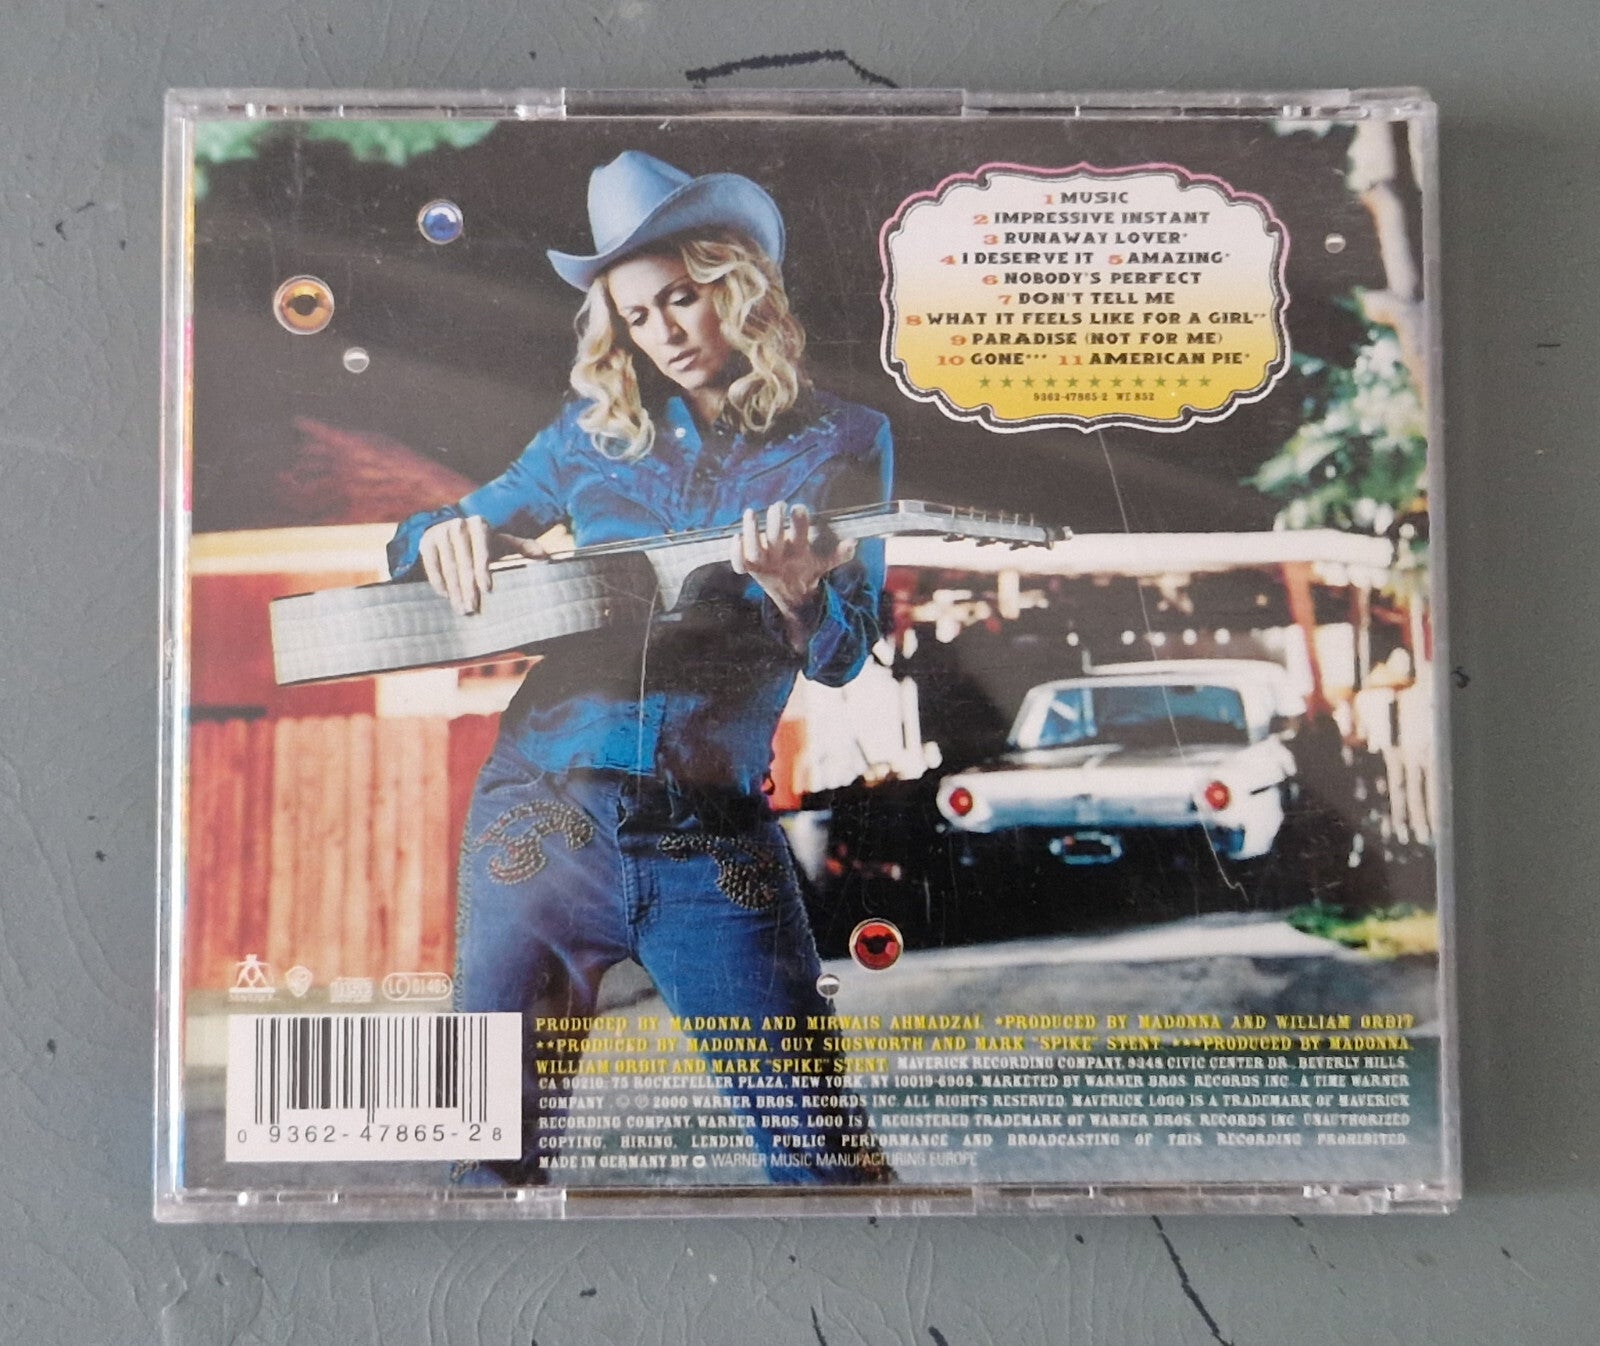 1 MUSIC
2 IMPRESSIVE INSTANT
3 RUNAWAY LOVER*
4 I DESERVE IT 5 AMAZING*
6 NOBODY'S PERFECT
7 DON'T TELL ME
8 WHAT IT FEELS LIKE FOR A GIRL**
9 PARADISE (NOT FOR ME)
10 GONE*** 11 AMERICAN PIE*
9362-47865-2 WE 852
LC 01405
PRODUCED BY MADONNA AND MIRWAIS AHMADZAI. *PRODUCED BY MADONNA AND WILLIAM ØRBIT
**PRODUCED BY MADONNA, GUY SIGSWORTH AND MARK "SPIKE" STENT ***PRODUCED BY MADONNA,
WILLIAM ØRBIT AND MARK "SPIKE" STENT. MAVERICK RECORDING COMPANY, 9348 CIVIC CENTER DR., BEVERLY HILLS,
CA 90210, 75 ROCKEFELLER PLAZA, NEW YORK, NY 10019-6908. MARKETED BY WARNER BROS. RECORDS INC. A TIME WARNER
COMPANY. © ℗ 2000 WARNER BROS. RECORDS INC. ALL RIGHTS RESERVED. MAVERICK LOGO IS A TRADEMARK OF MAVERICK
RECORDING COMPANY. WARNER BROS. LOGO IS A REGISTERED TRADEMARK OF WARNER BROS. RECORDS INC. UNAUTHORIZED
COPYING, HIRING, LENDING, PUBLIC PERFORMANCE AND BROADCASTING OF THIS RECORDING PROHIBITED.
MADE IN GERMANY BY WARNER MUSIC MANUFACTURING EUROPE
0 9362-47865-2 8